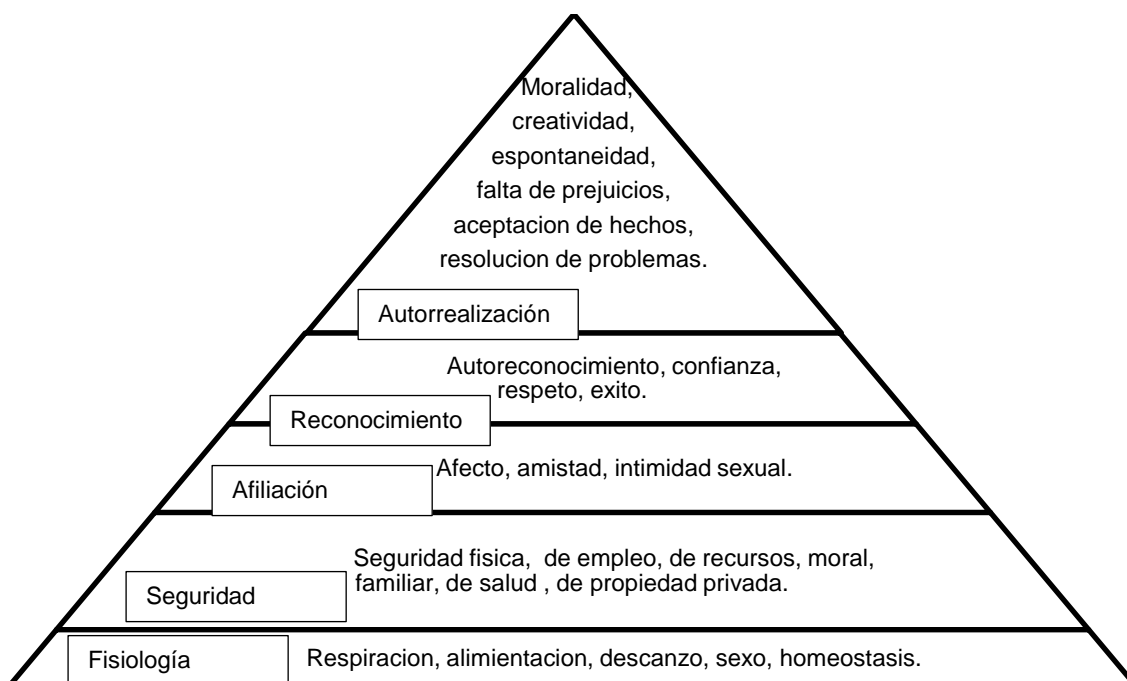 Moralidad,
creatividad,
espontaneidad,
falta de prejuicios,
aceptacion de hechos,
resolucion de problemas.
Autorrealización
Autoreconocimiento, confianza,
respeto, exito.
Reconocimiento
Afecto, amistad, intimidad sexual.
Afiliación
Seguridad fisica,  de empleo, de recursos, moral,
familiar, de salud , de propiedad privada.
Seguridad
Fisiología
Respiracion, alimientacion, descanzo, sexo, homeostasis.